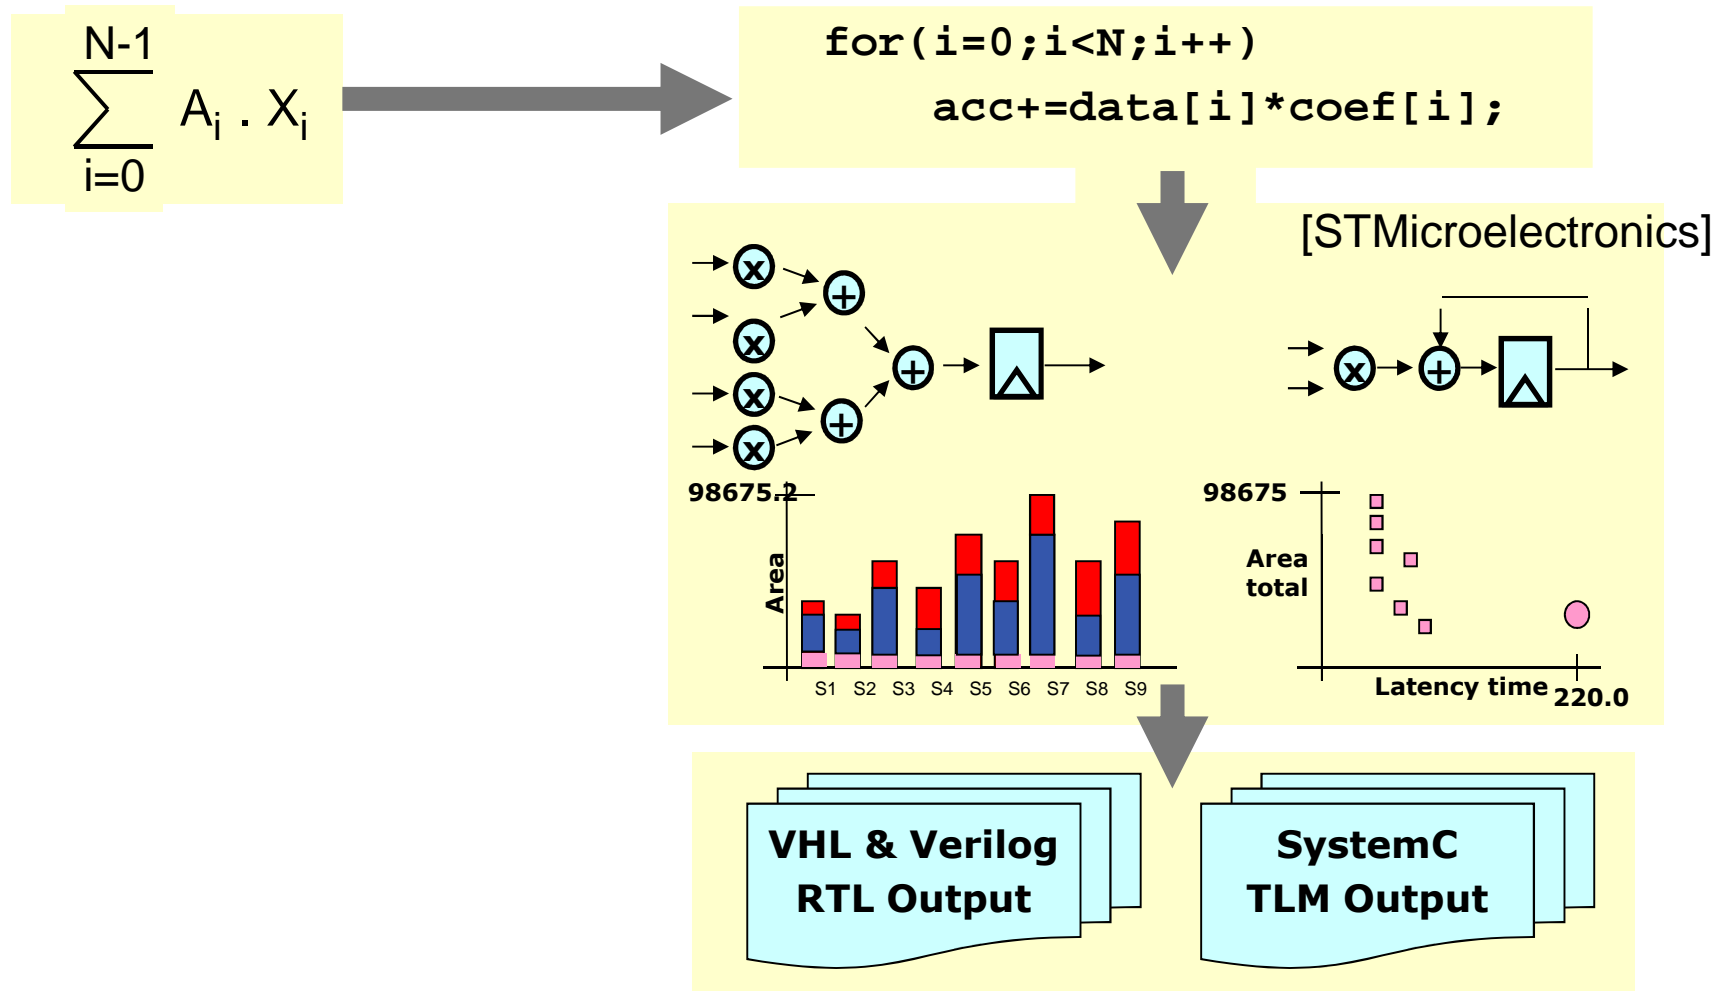 N-1
∑ Ai . Xi
i=0
for(i=0;i<N;i++)
acc+=data[i]*coef[i];
[STMicroelectronics]
x
+
x
+
x
+
x
x
+
98675.2
Area
S1 S2 S3 S4 S5 S6 S7 S8 S9
98675
Area
total
Latency time
220.0
VHL & Verilog
RTL Output
SystemC
TLM Output